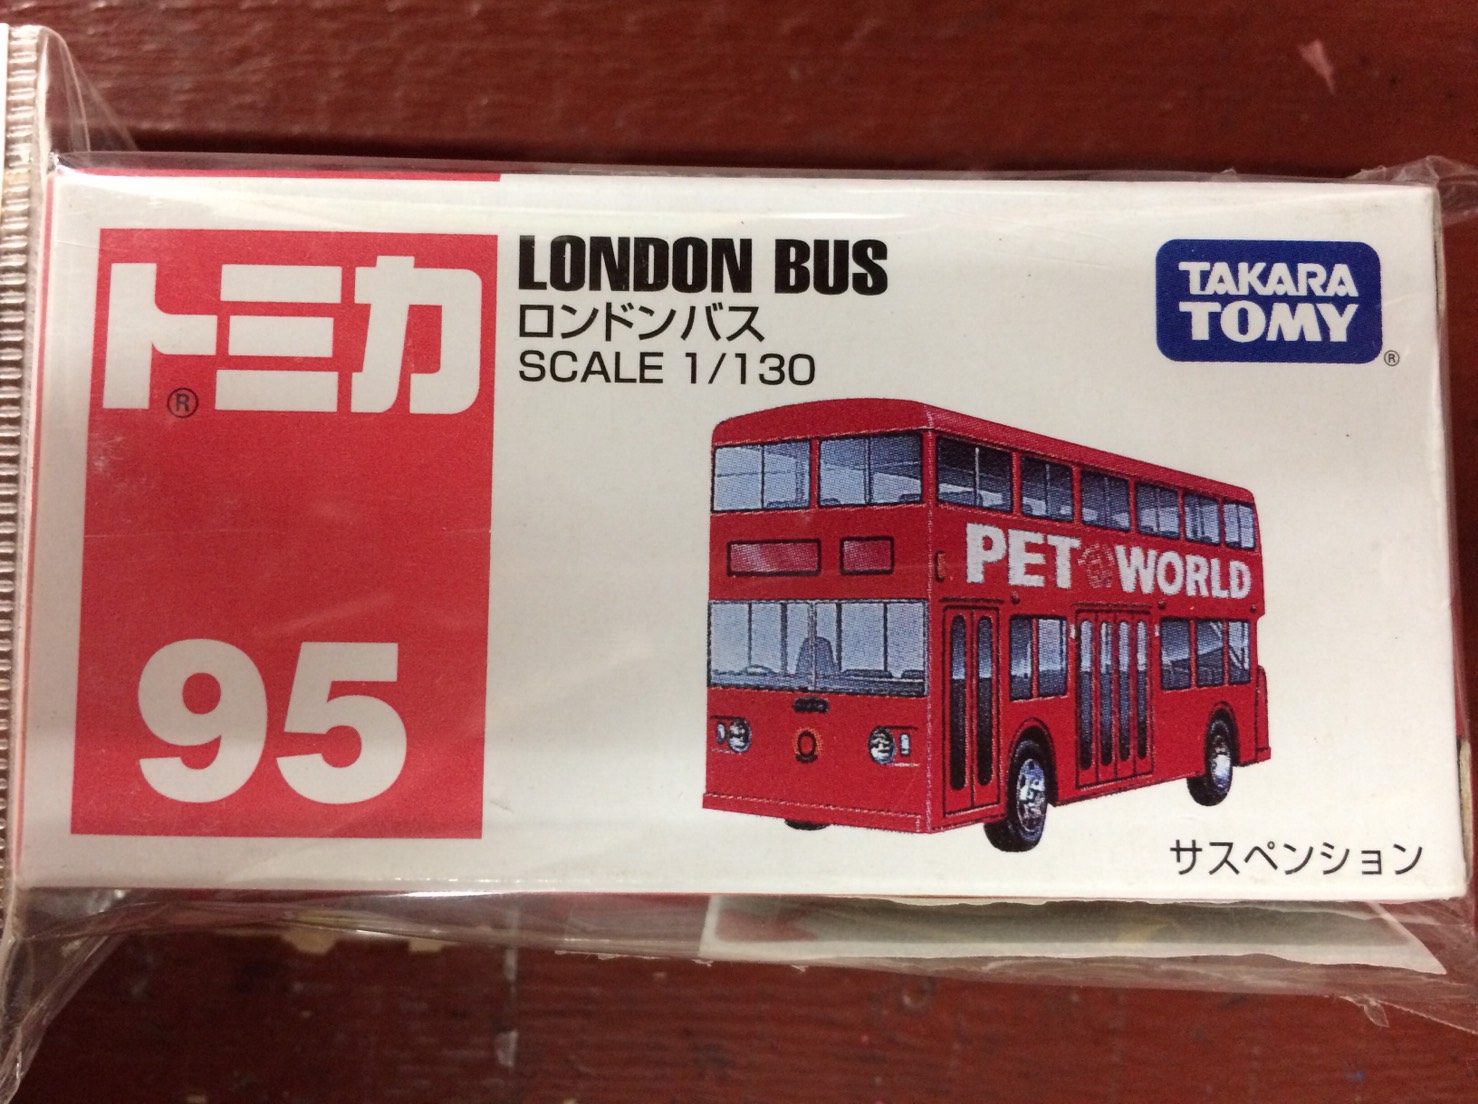 トミカ
®
95
LONDON BUS
ロンドンバス
SCALE 1/130
TAKARA
TOMY
®
PET WORLD
サスペンション